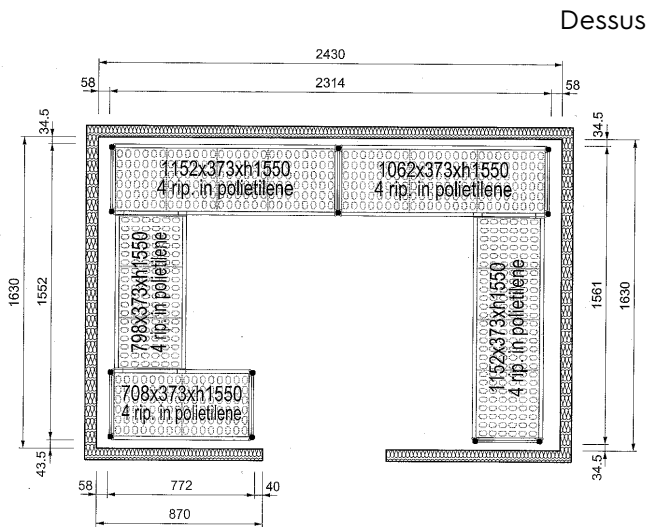 Dessus
2430
58
2314
58
34.5
34.5
1152x373xh1550
4 rip. in polietilene
1062x373xh1550
4 rip. in polietilene
1630
1552
798x373xh1550
4 rip. in polietilene
1152x373xh1550
4 rip. in polietilene
1561
1630
708x373xh1550
4 rip. in polietilene
43.5
34.5
58
772
40
870